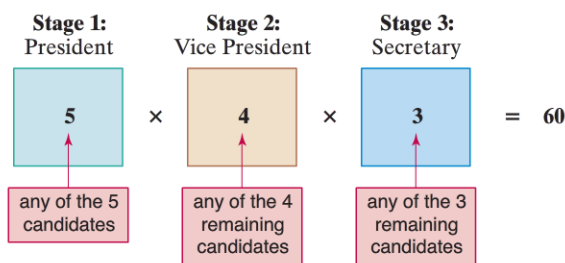 Stage 1:
President
Stage 2:
Vice President
Stage 3:
Secretary
5 × 4 × 3 = 60
any of the 5
candidates
any of the 4
remaining
candidates
any of the 3
remaining
candidates